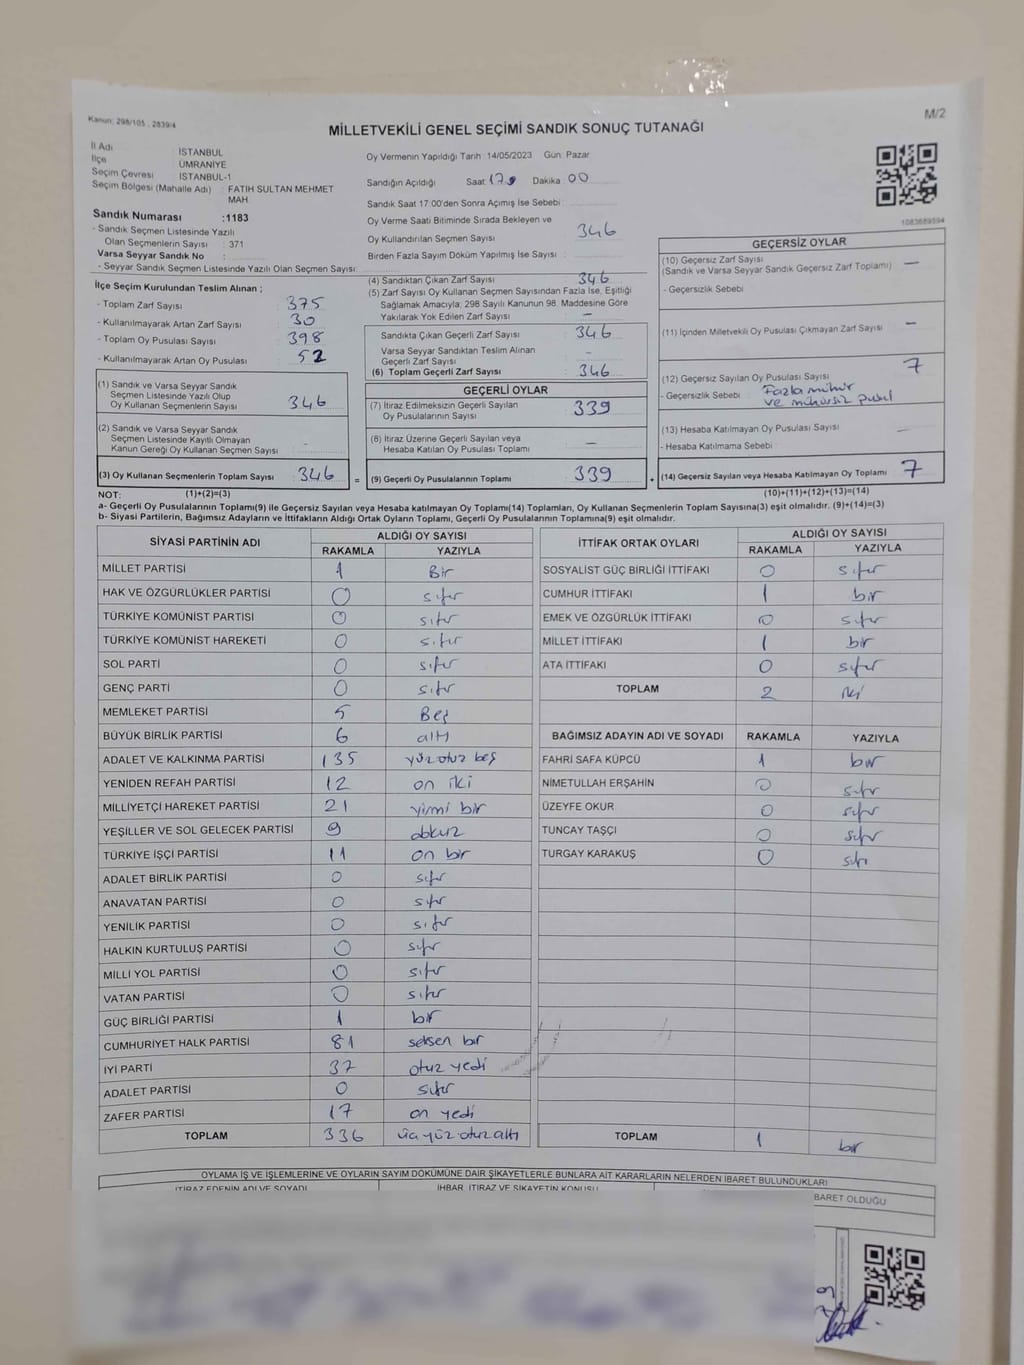 Kanun: 298/105 , 2839/4
M/2
MİLLETVEKİLİ GENEL SEÇİMİ SANDIK SONUÇ TUTANAĞI
İl Adı : İSTANBUL
İlçe : ÜMRANİYE
Seçim Çevresi : İSTANBUL-1
Seçim Bölgesi (Mahalle Adı) : FATİH SULTAN MEHMET MAH.
Sandık Numarası :1183
- Sandık Seçmen Listesinde Yazılı
Olan Seçmenlerin Sayısı : 371
Varsa Seyyar Sandık No :
- Seyyar Sandık Seçmen Listesinde Yazılı Olan Seçmen Sayısı:
Oy Vermenin Yapıldığı Tarih :14/05/2023 Gün: Pazar
Sandığın Açıldığı Saat: 17 Dakika: 00
Sandık Saat 17:00'den Sonra Açımış İse Sebebi :
Oy Verme Saati Bitiminde Sırada Bekleyen ve
Oy Kullandırılan Seçmen Sayısı : 346
Birden Fazla Sayım Döküm Yapılmış İse Sayısı :
1083689594
İlçe Seçim Kurulundan Teslim Alınan ;
- Toplam Zarf Sayısı : 375
- Kullanılmayarak Artan Zarf Sayısı : 30
- Toplam Oy Pusulası Sayısı : 398
- Kullanılmayarak Artan Oy Pusulası : 52
(1) Sandık ve Varsa Seyyar Sandık
Seçmen Listesinde Yazılı Olup
Oy Kullanan Seçmenlerin Sayısı : 346
(2) Sandık ve Varsa Seyyar Sandık
Seçmen Listesinde Kayıtlı Olmayan
Kanun Gereği Oy Kullanan Seçmen Sayısı : -
(3) Oy Kullanan Seçmenlerin Toplam Sayısı : 346 =
(4) Sandıktan Çıkan Zarf Sayısı : 346
(5) Zarf Sayısı Oy Kullanan Seçmen Sayısından Fazla İse, Eşitliği
Sağlamak Amacıyla, 298 Sayılı Kanunun 98. Maddesine Göre
Yakılarak Yok Edilen Zarf Sayısı : -
Sandıkta Çıkan Geçerli Zarf Sayısı : 346
Varsa Seyyar Sandıktan Teslim Alınan
Geçerli Zarf Sayısı : -
(6) Toplam Geçerli Zarf Sayısı : 346
GEÇERLİ OYLAR
(7) İtiraz Edilmeksizin Geçerli Sayılan
Oy Pusulalarının Sayısı : 339
(8) İtiraz Üzerine Geçerli Sayılan veya
Hesaba Katılan Oy Pusulası Toplamı : -
(9) Geçerli Oy Pusulalarının Toplamı : 339 +
GEÇERSİZ OYLAR
(10) Geçersiz Zarf Sayısı :
(Sandık ve Varsa Seyyar Sandık Geçersiz Zarf Toplamı) -
- Geçersizlik Sebebi :
(11) İçinden Milletvekili Oy Pusulası Çıkmayan Zarf Sayısı : -
(12) Geçersiz Sayılan Oy Pusulası Sayısı : 7
- Geçersizlik Sebebi : Fazla mühür
ve mühürsüz pusul
(13) Hesaba Katılmayan Oy Pusulası Sayısı : -
- Hesaba Katılmama Sebebi :
(14) Geçersiz Sayılan veya Hesaba Katılmayan Oy Toplamı : 7
NOT: (1)+(2)=(3) (10)+(11)+(12)+(13)=(14)
a- Geçerli Oy Pusulalarının Toplamı(9) ile Geçersiz Sayılan veya Hesaba katılmayan Oy Toplamı(14) Toplamları, Oy Kullanan Seçmenlerin Toplam Sayısına(3) eşit olmalıdır. (9)+(14)=(3)
b- Siyasi Partilerin, Bağımsız Adayların ve İttifakların Aldığı Ortak Oyların Toplamı, Geçerli Oy Pusulalarının Toplamına(9) eşit olmalıdır.
SİYASİ PARTİNİN ADI ALDIĞI OY SAYISI
RAKAMLA YAZIYLA
MİLLET PARTİSİ 1 Bir
HAK VE ÖZGÜRLÜKLER PARTİSİ 0 sıfır
TÜRKİYE KOMÜNİST PARTİSİ 0 sıfır
TÜRKİYE KOMÜNİST HAREKETİ 0 sıfır
SOL PARTİ 0 sıfır
GENÇ PARTİ 0 sıfır
MEMLEKET PARTİSİ 5 Beş
BÜYÜK BİRLİK PARTİSİ 6 altı
ADALET VE KALKINMA PARTİSİ 135 yüz otuz beş
YENİDEN REFAH PARTİSİ 12 on iki
MİLLİYETÇİ HAREKET PARTİSİ 21 yirmi bir
YEŞİLLER VE SOL GELECEK PARTİSİ 9 dokuz
TÜRKİYE İŞÇİ PARTİSİ 11 on bir
ADALET BİRLİK PARTİSİ 0 sıfır
ANAVATAN PARTİSİ 0 sıfır
YENİLİK PARTİSİ 0 sıfır
HALKIN KURTULUŞ PARTİSİ 0 sıfır
MİLLİ YOL PARTİSİ 0 sıfır
VATAN PARTİSİ 0 sıfır
GÜÇ BİRLİĞİ PARTİSİ 1 bir
CUMHURİYET HALK PARTİSİ 81 seksen bir
İYİ PARTİ 37 otuz yedi
ADALET PARTİSİ 0 sıfır
ZAFER PARTİSİ 17 on yedi
TOPLAM 336 üç yüz otuz altı
İTTİFAK ORTAK OYLARI ALDIĞI OY SAYISI
RAKAMLA YAZIYLA
SOSYALİST GÜÇ BİRLİĞİ İTTİFAKI 0 sıfır
CUMHUR İTTİFAKI 1 bir
EMEK VE ÖZGÜRLÜK İTTİFAKI 0 sıfır
MİLLET İTTİFAKI 1 bir
ATA İTTİFAKI 0 sıfır
TOPLAM 2 iki
BAĞIMSIZ ADAYIN ADI VE SOYADI RAKAMLA YAZIYLA
FAHRİ SAFA KÜPCÜ 1 bir
NİMETULLAH ERŞAHİN 0 sıfır
ÜZEYFE OKUR 0 sıfır
TUNCAY TAŞÇI 0 sıfır
TURGAY KARAKUŞ 0 sıfır
TOPLAM 1 bir
OYLAMA İŞ VE İŞLEMLERİNE VE OYLARIN SAYIM DÖKÜMÜNE DAİR ŞİKAYETLERLE BUNLARA AİT KARARLARIN NELERDEN İBARET BULUNDUKLARI
İTİRAZ EDENİN ADI VE SOYADI İHBAR, İTİRAZ VE ŞİKAYETİN KONUSU BARET OLDUĞU